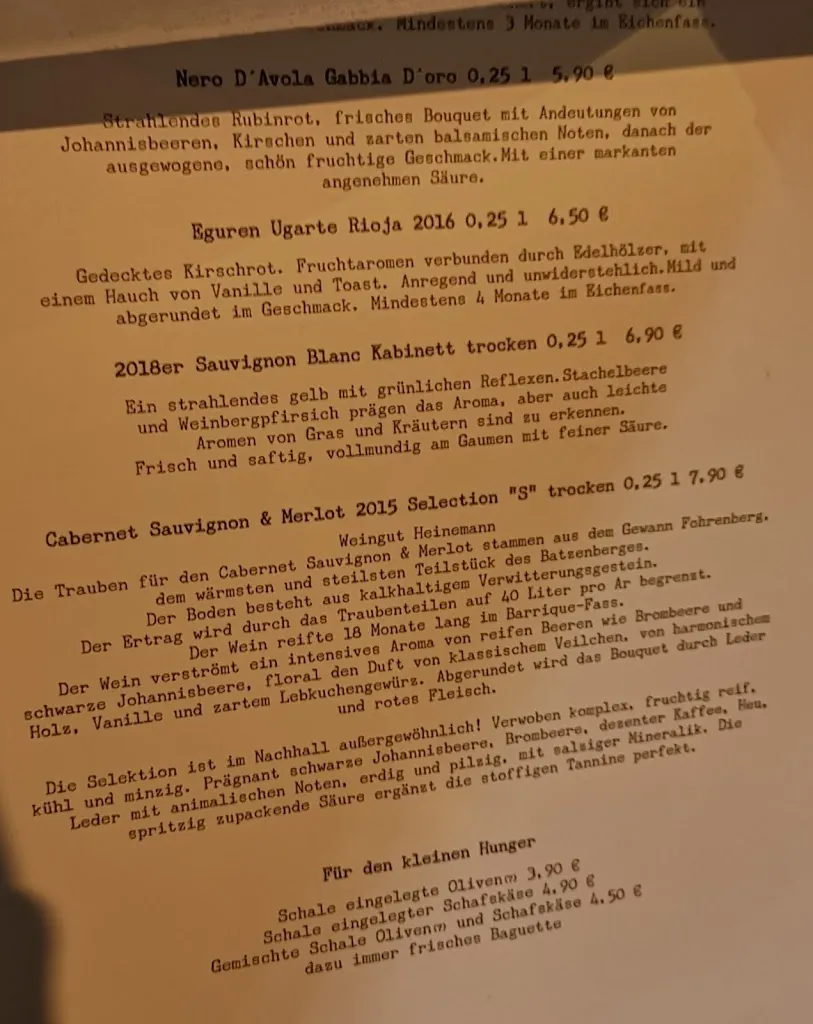 ergibt sich ein
Mindestens 3 Monate im Eichenfass.
Nero D'Avola Gabbia D'oro 0,25 l 5,90 €
Strahlendes Rubinrot, frisches Bouquet mit Andeutungen von
Johannisbeeren, Kirschen und zarten balsamischen Noten, danach der
ausgewogene, schön fruchtige Geschmack.Mit einer markanten
angenehmen Säure.
Eguren Ugarte Rioja 2016 0,25 l 6,50 €
Gedecktes Kirschrot. Fruchtaromen verbunden durch Edelhölzer, mit
einem Hauch von Vanille und Toast. Anregend und unwiderstehlich.Mild und
abgerundet im Geschmack. Mindestens 4 Monate im Eichenfass.
2018er Sauvignon Blanc Kabinett trocken 0,25 l 6,90 €
Ein strahlendes gelb mit grünlichen Reflexen.Stachelbeere
und Weinbergpfirsich prägen das Aroma, aber auch leichte
Aromen von Gras und Kräutern sind zu erkennen.
Frisch und saftig, vollmundig am Gaumen mit feiner Säure.
Cabernet Sauvignon & Merlot 2015 Selection "S" trocken 0,25 l 7,90 €
Weingut Heinemann
Die Trauben für den Cabernet Sauvignon & Merlot stammen aus dem Gewann Fohrenberg,
dem wärmsten und steilsten Teilstück des Batzenberges.
Der Boden besteht aus kalkhaltigem Verwitterungsgestein.
Der Ertrag wird durch das Traubenteilen auf 40 Liter pro Ar begrenzt.
Der Wein reifte 18 Monate lang im Barrique-Fass.
Der Wein verströmt ein intensives Aroma von reifen Beeren wie Brombeere und
schwarze Johannisbeere, floral den Duft von klassischem Veilchen, von harmonischem
Holz, Vanille und zartem Lebkuchengewürz. Abgerundet wird das Bouquet durch Leder
und rotes Fleisch.
Die Selektion ist im Nachhall außergewöhnlich! Verwoben komplex, fruchtig reif,
kühl und minzig. Prägnant schwarze Johannisbeere, Brombeere, dezenter Kaffee, Heu,
Leder mit animalischen Noten, erdig und pilzig, mit salziger Mineralik. Die
spritzig zupackende Säure ergänzt die stoffigen Tannine perfekt.
Für den kleinen Hunger
Schale eingelegte Oliven(7) 3,90 €
Schale eingelegter Schafskäse 4,90 €
Gemischte Schale Oliven(7) und Schafskäse 4,50 €
dazu immer frisches Baguette